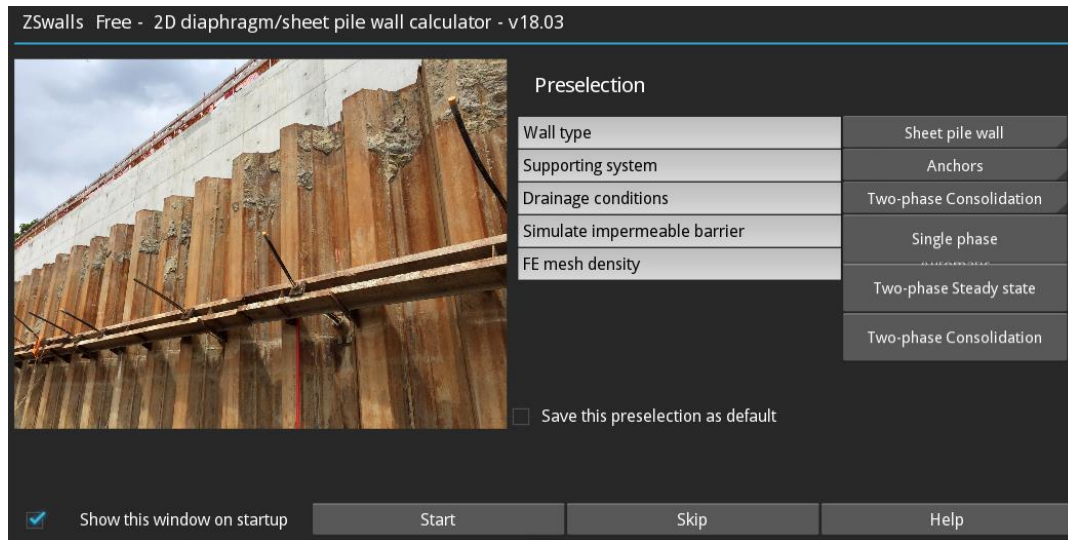 ZSwalls Free - 2D diaphragm/sheet pile wall calculator - v18.03
Preselection
Wall type
Sheet pile wall
Supporting system
Anchors
Drainage conditions
Two-phase Consolidation
Simulate impermeable barrier
Single phase
FE mesh density
Two-phase Steady state
Two-phase Consolidation
Save this preselection as default
Show this window on startup
Start
Skip
Help